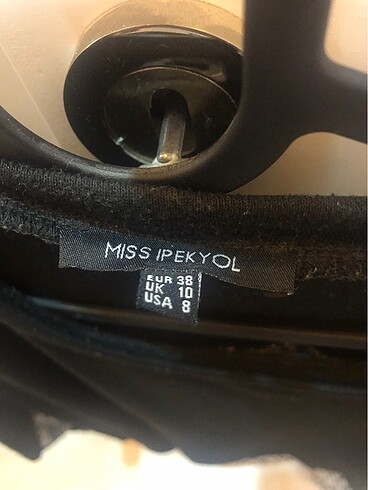 MISS IPEKYOL
EUR 38
UK 10
USA 8